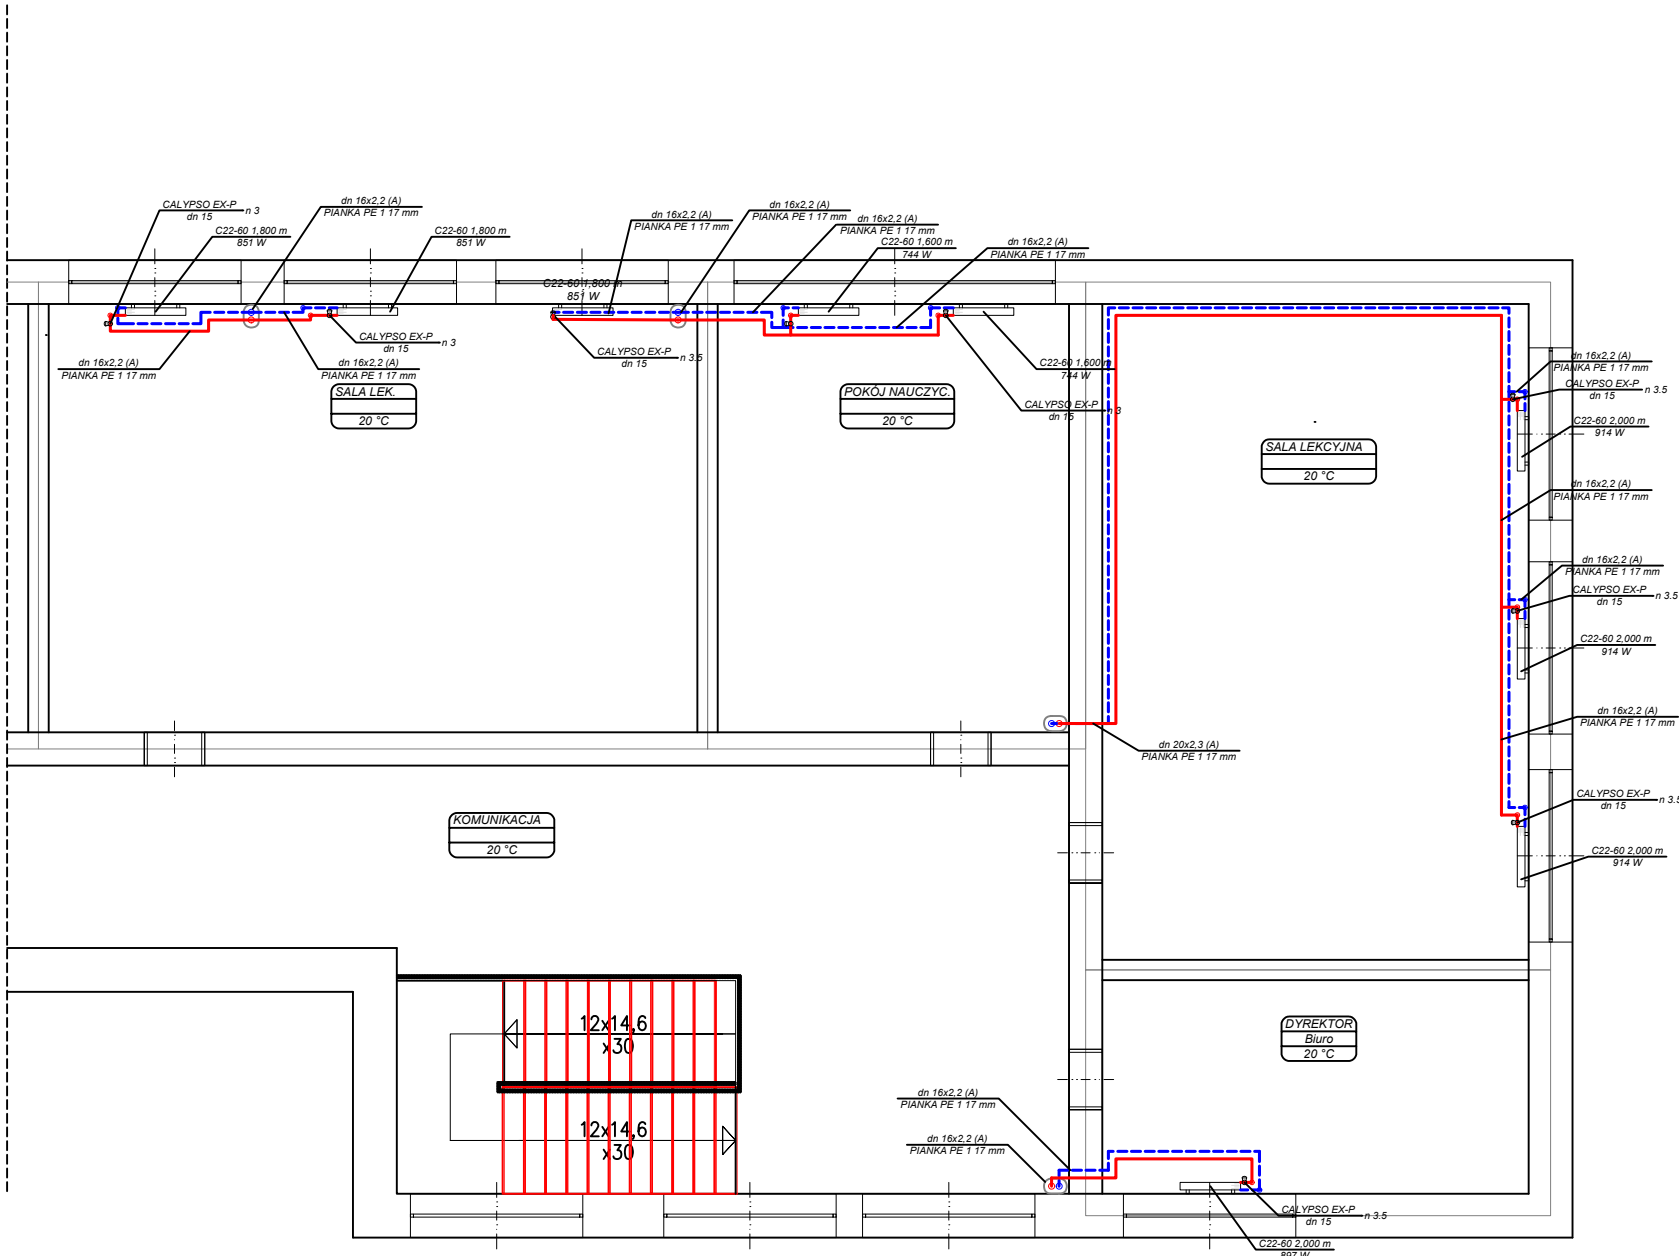 CALYPSO EX-P
dn 15
n 3
dn 16x2,2 (A)
PIANKA PE 1 17 mm
C22-60 1,800 m
851 W
C22-60 1,800 m
851 W
dn 16x2,2 (A)
PIANKA PE 1 17 mm
dn 16x2,2 (A)
PIANKA PE 1 17 mm
dn 16x2,2 (A)
PIANKA PE 1 17 mm
C22-60 1,600 m
744 W
dn 16x2,2 (A)
PIANKA PE 1 17 mm
C22-60 1,800 m
851 W
CALYPSO EX-P
dn 15
n 3
CALYPSO EX-P
dn 15
n 3.5
dn 16x2,2 (A)
PIANKA PE 1 17 mm
dn 16x2,2 (A)
PIANKA PE 1 17 mm
C22-60 1,600 m
744 W
CALYPSO EX-P
dn 15
n 3
SALA LEK.
20 °C
POKÓJ NAUCZYC.
20 °C
SALA LEKCYJNA
20 °C
dn 16x2,2 (A)
PIANKA PE 1 17 mm
CALYPSO EX-P
dn 15
n 3.5
C22-60 2,000 m
914 W
dn 16x2,2 (A)
PIANKA PE 1 17 mm
dn 16x2,2 (A)
PIANKA PE 1 17 mm
CALYPSO EX-P
dn 15
n 3.5
C22-60 2,000 m
914 W
dn 16x2,2 (A)
PIANKA PE 1 17 mm
dn 20x2,3 (A)
PIANKA PE 1 17 mm
CALYPSO EX-P
dn 15
n 3.5
C22-60 2,000 m
914 W
KOMUNIKACJA
20 °C
12x14,6
x30
12x14,6
x30
DYREKTOR
Biuro
20 °C
dn 16x2,2 (A)
PIANKA PE 1 17 mm
dn 16x2,2 (A)
PIANKA PE 1 17 mm
CALYPSO EX-P
dn 15
n 3.5
C22-60 2,000 m
897 W